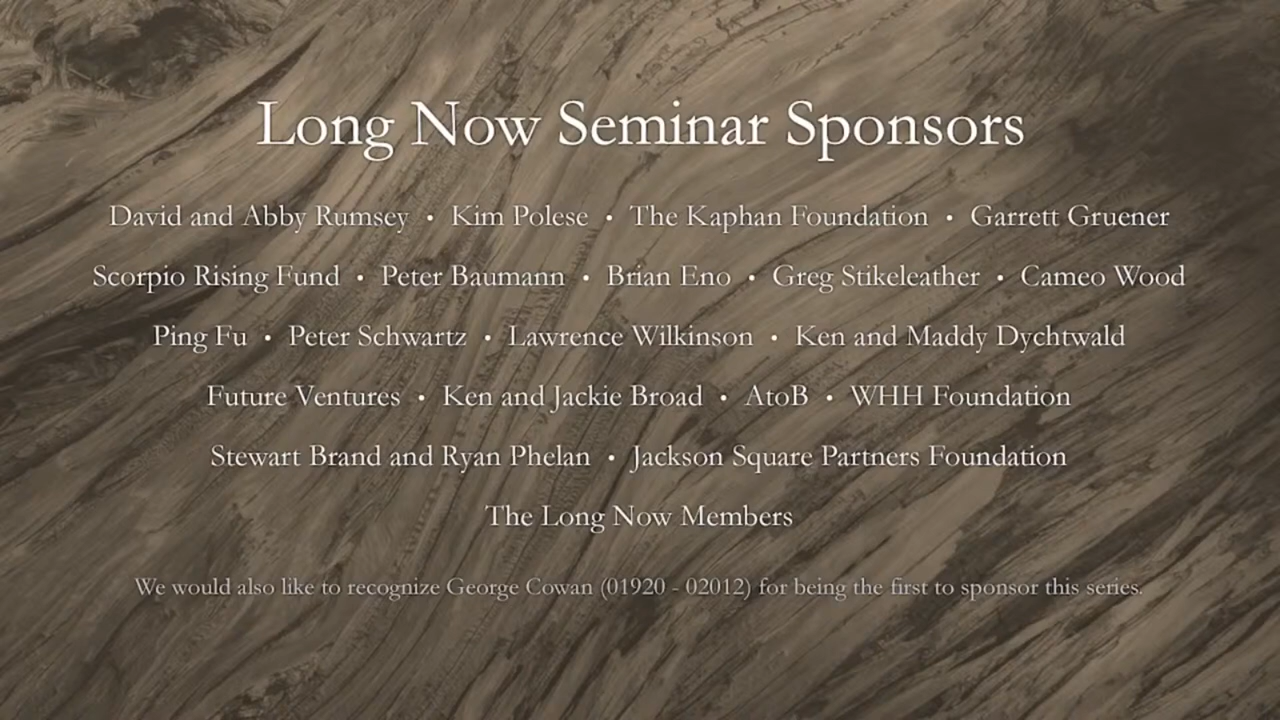 Long Now Seminar Sponsors
David and Abby Rumsey • Kim Polese • The Kaphan Foundation • Garrett Gruener
Scorpio Rising Fund • Peter Baumann • Brian Eno • Greg Stikeleather • Cameo Wood
Ping Fu • Peter Schwartz • Lawrence Wilkinson • Ken and Maddy Dychtwald
Future Ventures • Ken and Jackie Broad • AtoB • WHH Foundation
Stewart Brand and Ryan Phelan • Jackson Square Partners Foundation
The Long Now Members
We would also like to recognize George Cowan (01920 - 02012) for being the first to sponsor this series.